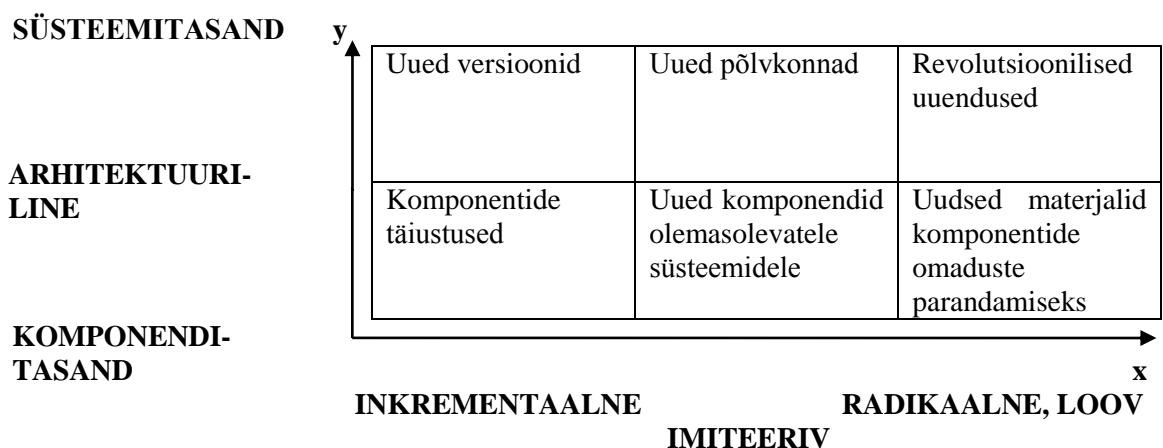 SÜSTEEMITASAND
y
Uued versioonid
Uued põlvkonnad
Revolutsioonilised
uuendused
ARHITEKTUURI-
LINE
Komponentide
täiustused
Uued komponendid
olemasolevatele
süsteemidele
Uudsed materjalid
komponentide
omaduste
parandamiseks
KOMPONENDI-
TASAND
x
INKREMENTAALNE
RADIKAALNE, LOOV
IMITEERIV